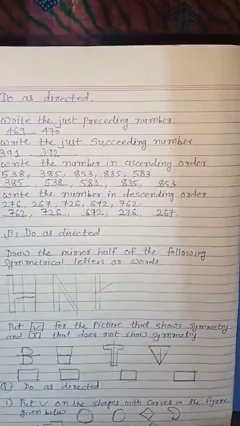 Do as directed.
Write the just preceding number.
469 470
Write the just succeeding number
391 392
Write the number in ascending order
538, 385, 853, 835, 583
385 538, 583, 835, 853
Write the number in descending order
276, 267, 726, 672, 762
762, 726, 672, 276, 267
B) Do as directed
Draw the mirror half of the following
symmetrical letters or words
H N
Put [✓] for the picture that shows symmetry
and [X] that does not show symmetry
B H T V
Do as directed
1) Put ✓ on the shapes with curves in the figure
given below